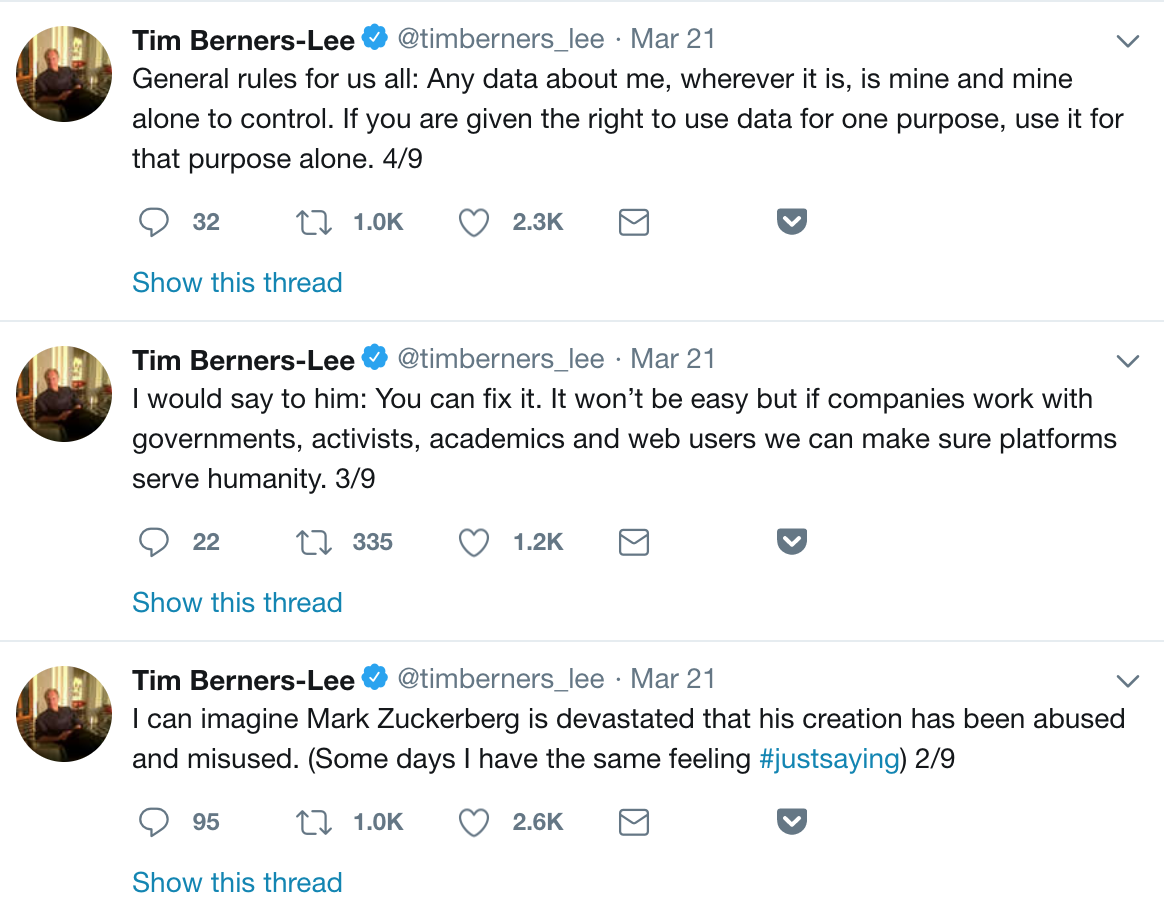 Tim Berners-Lee @timberners_lee · Mar 21
General rules for us all: Any data about me, wherever it is, is mine and mine
alone to control. If you are given the right to use data for one purpose, use it for
that purpose alone. 4/9
32 1.0K 2.3K
Show this thread
Tim Berners-Lee @timberners_lee · Mar 21
I would say to him: You can fix it. It won’t be easy but if companies work with
governments, activists, academics and web users we can make sure platforms
serve humanity. 3/9
22 335 1.2K
Show this thread
Tim Berners-Lee @timberners_lee · Mar 21
I can imagine Mark Zuckerberg is devastated that his creation has been abused
and misused. (Some days I have the same feeling #justsaying) 2/9
95 1.0K 2.6K
Show this thread